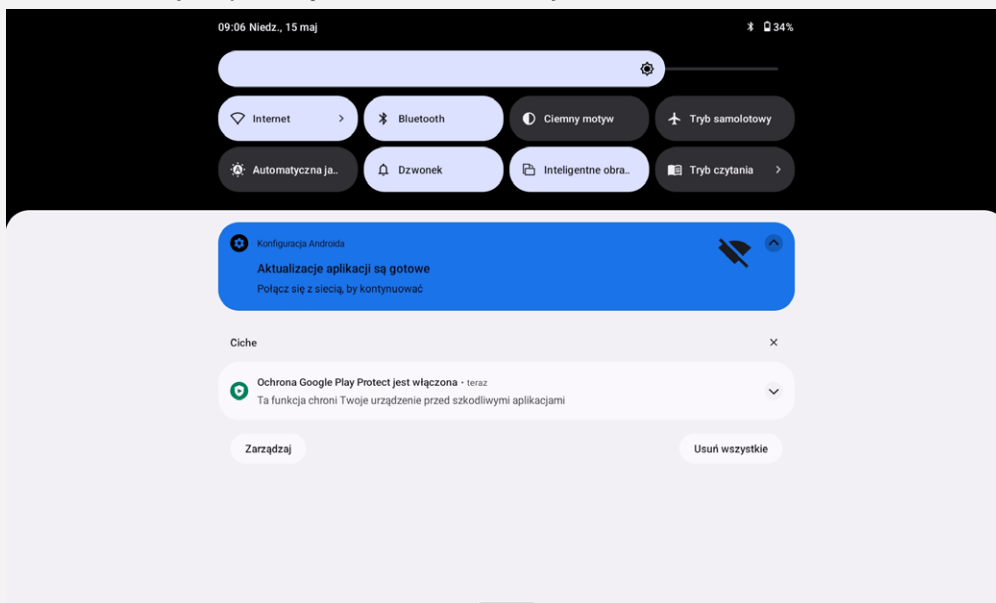 09:06 Niedz., 15 maj
34%
Internet
Bluetooth
Ciemny motyw
Tryb samolotowy
Automatyczna ja..
Dzwonek
Inteligentne obra..
Tryb czytania
Konfiguracja Androida
Aktualizacje aplikacji są gotowe
Połącz się z siecią, by kontynuować
Ciche
Ochrona Google Play Protect jest włączona • teraz
Ta funkcja chroni Twoje urządzenie przed szkodliwymi aplikacjami
Zarządzaj
Usuń wszystkie